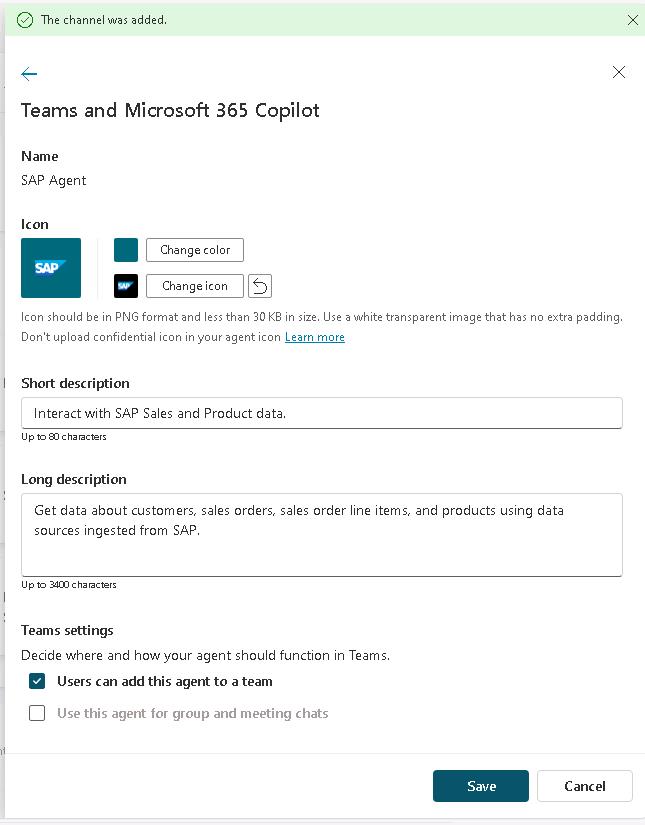 The channel was added.
Teams and Microsoft 365 Copilot
Name
SAP Agent
Icon
SAP
Change color
SAP
Change icon
Icon should be in PNG format and less than 30 KB in size. Use a white transparent image that has no extra padding.
Don't upload confidential icon in your agent icon Learn more
Short description
Interact with SAP Sales and Product data.
Up to 80 characters
Long description
Get data about customers, sales orders, sales order line items, and products using data
sources ingested from SAP.
Up to 3400 characters
Teams settings
Decide where and how your agent should function in Teams.
Users can add this agent to a team
Use this agent for group and meeting chats
Save
Cancel